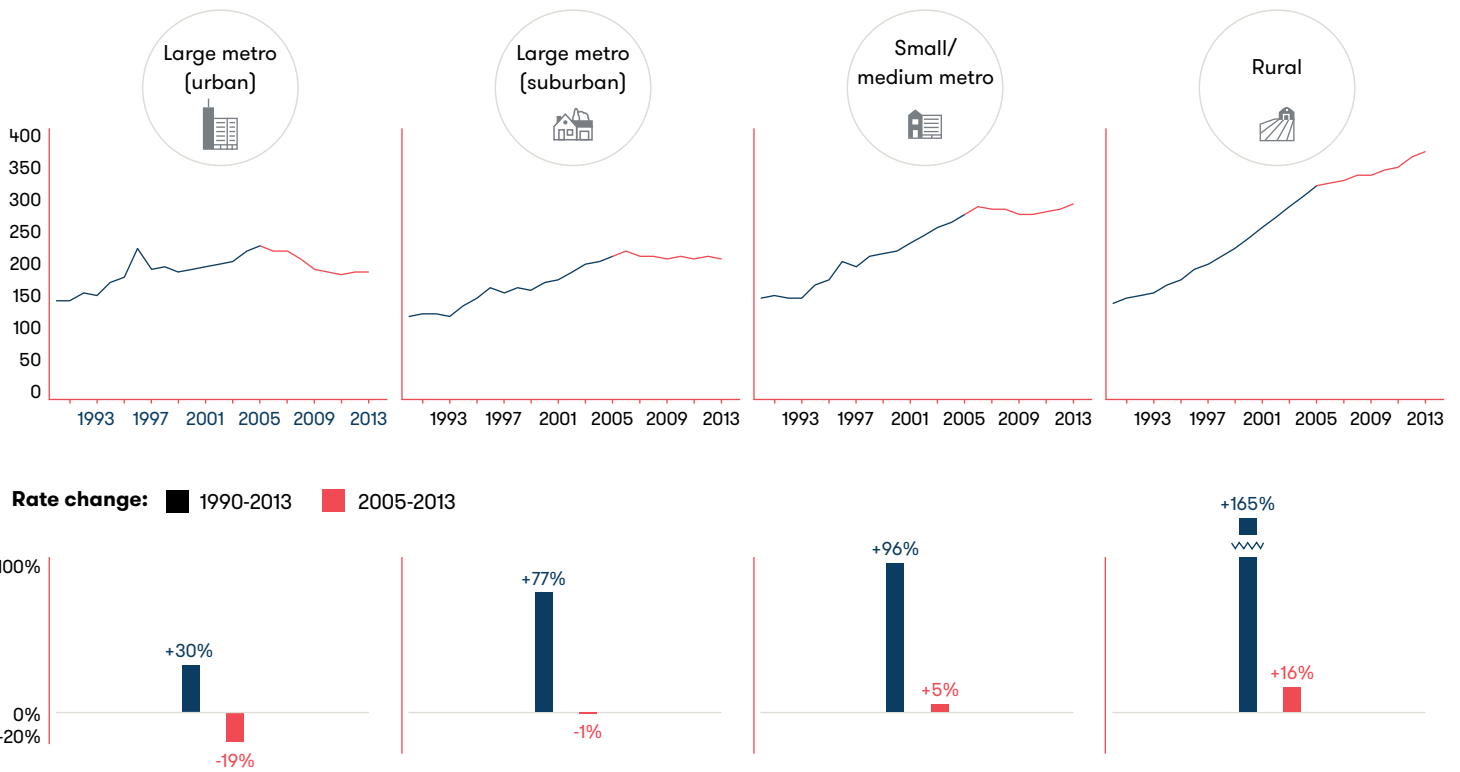 Large metro
(urban)
Large metro
(suburban)
Small/
medium metro
Rural
400
350
300
250
200
150
100
50
0
1993 1997 2001 2005 2009 2013
1993 1997 2001 2005 2009 2013
1993 1997 2001 2005 2009 2013
1993 1997 2001 2005 2009 2013
Rate change: 1990-2013 2005-2013
100%
0%
-20%
+30%
-19%
+77%
-1%
+96%
+5%
+165%
+16%